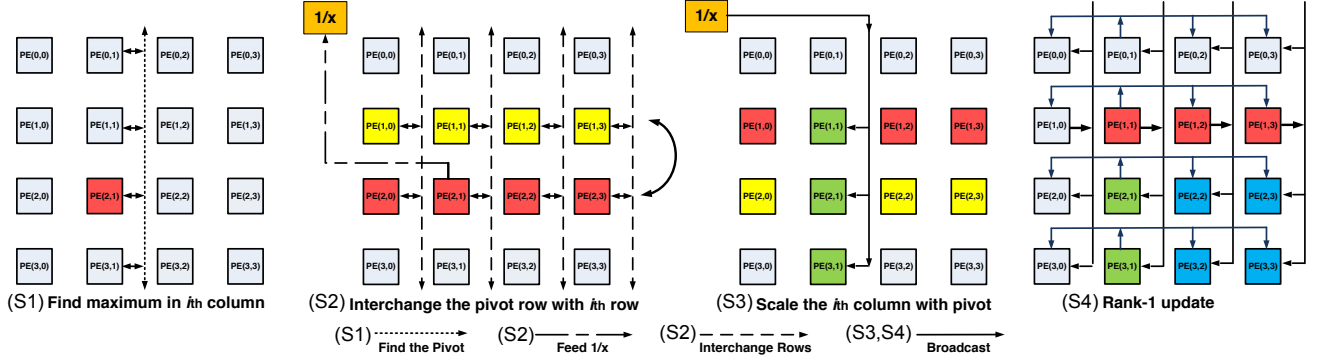 1/x
1/x
PE(0,0) PE(0,1) PE(0,2) PE(0,3) PE(0,0) PE(0,1) PE(0,2) PE(0,3) PE(0,0) PE(0,1) PE(0,2) PE(0,3) PE(0,0) PE(0,1) PE(0,2) PE(0,3)
PE(1,0) PE(1,1) PE(1,2) PE(1,3) PE(1,0) PE(1,1) PE(1,2) PE(1,3) PE(1,0) PE(1,1) PE(1,2) PE(1,3) PE(1,0) PE(1,1) PE(1,2) PE(1,3)
PE(2,0) PE(2,1) PE(2,2) PE(2,3) PE(2,0) PE(2,1) PE(2,2) PE(2,3) PE(2,0) PE(2,1) PE(2,2) PE(2,3) PE(2,0) PE(2,1) PE(2,2) PE(2,3)
PE(3,0) PE(3,1) PE(3,2) PE(3,3) PE(3,0) PE(3,1) PE(3,2) PE(3,3) PE(3,0) PE(3,1) PE(3,2) PE(3,3) PE(3,0) PE(3,1) PE(3,2) PE(3,3)
(S1) Find maximum in ith column
(S2) Interchange the pivot row with ith row
(S3) Scale the ith column with pivot
(S4) Rank-1 update
(S1) Find the Pivot
(S2) Feed 1/x
(S2) Interchange Rows
(S3,S4) Broadcast